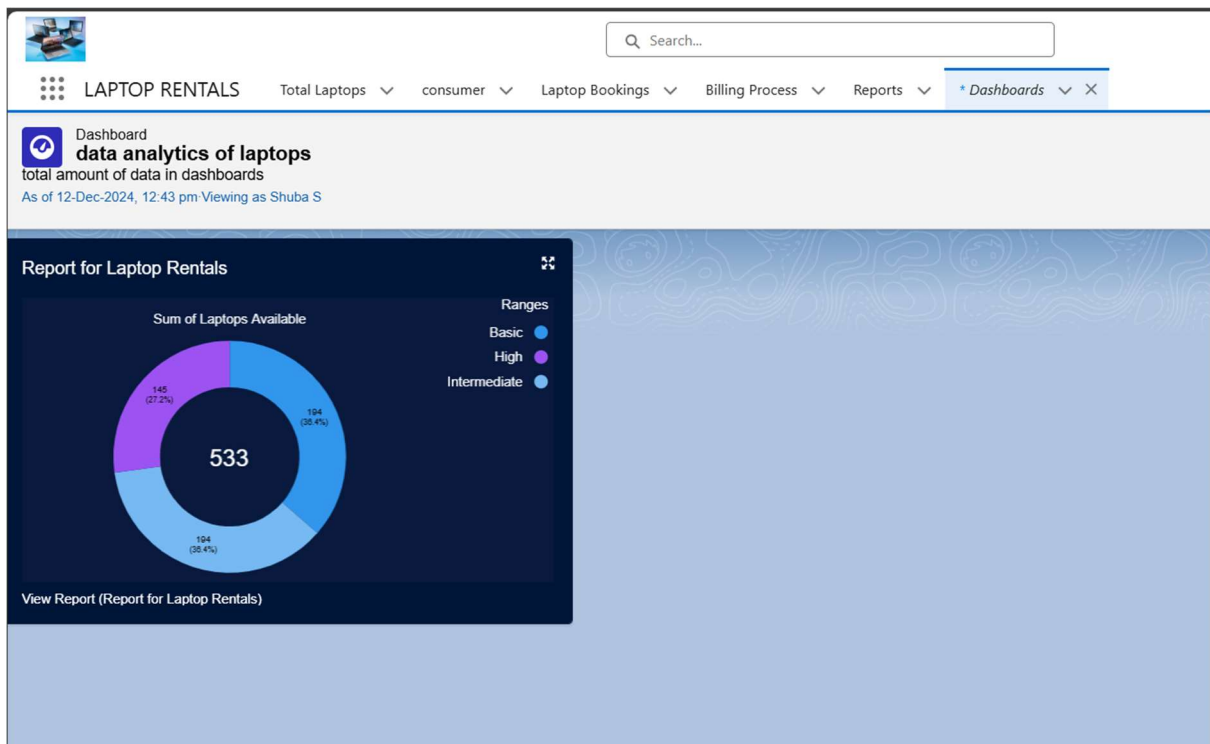 Search...
LAPTOP RENTALS Total Laptops consumer Laptop Bookings Billing Process Reports * Dashboards
Dashboard
data analytics of laptops
total amount of data in dashboards
As of 12-Dec-2024, 12:43 pm·Viewing as Shuba S
Report for Laptop Rentals
Sum of Laptops Available
Ranges
Basic
High
Intermediate
145
(27.2%)
194
(36.4%)
533
194
(36.4%)
View Report (Report for Laptop Rentals)